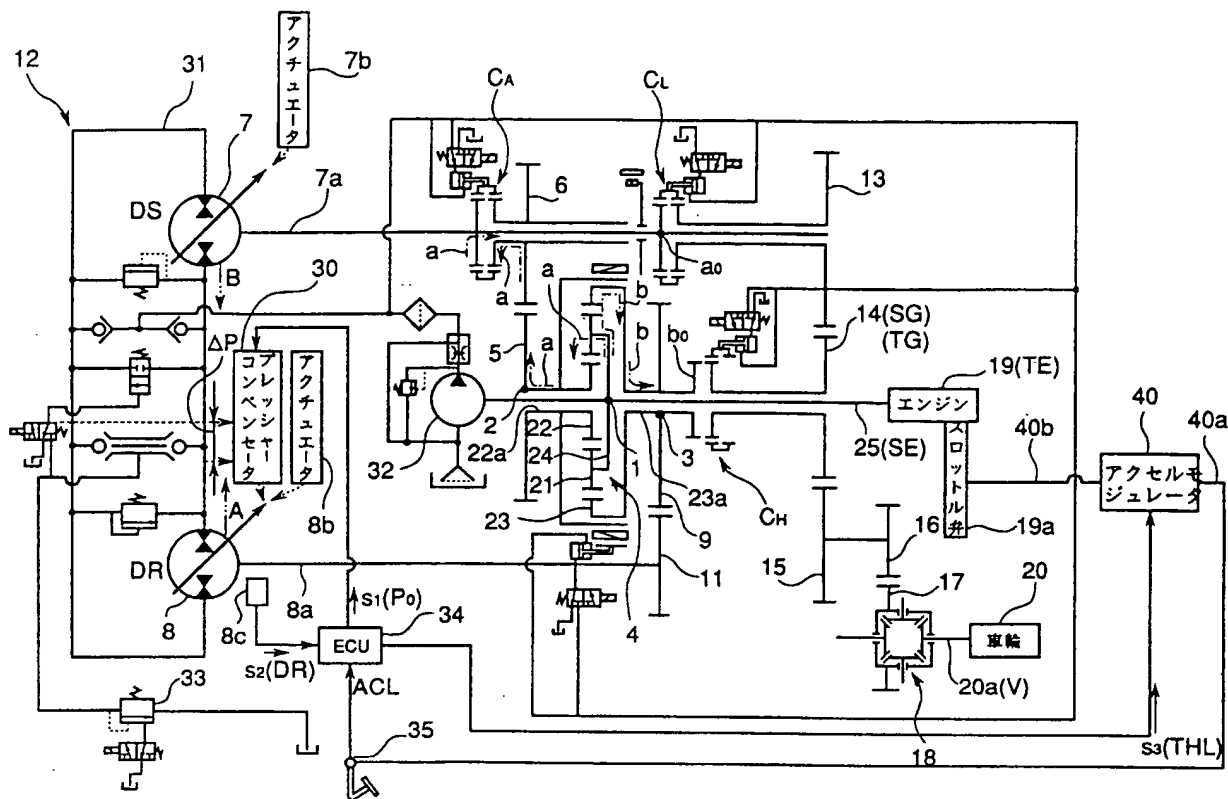 12
31
アクチュエータ
7b
7
DS
7a
CA
CL
6
13
B
30
a
a
a0
a
b
b
b0
14(SG)
(TG)
ΔP
プレッシャー
コンペンセータ
アクチュエータ
5
a
2
22
22a
24
21
23
32
1
3
23a
19(TE)
エンジン
25(SE)
スロットル弁
19a
40
40a
40b
アクセルモ
ジュレータ
CH
9
11
4
15
16
17
20
車輪
20a(V)
18
A
8b
DR
8
8a
8c
S1(P0)
34
ECU
S2(DR)
ACL
33
35
S3(THL)